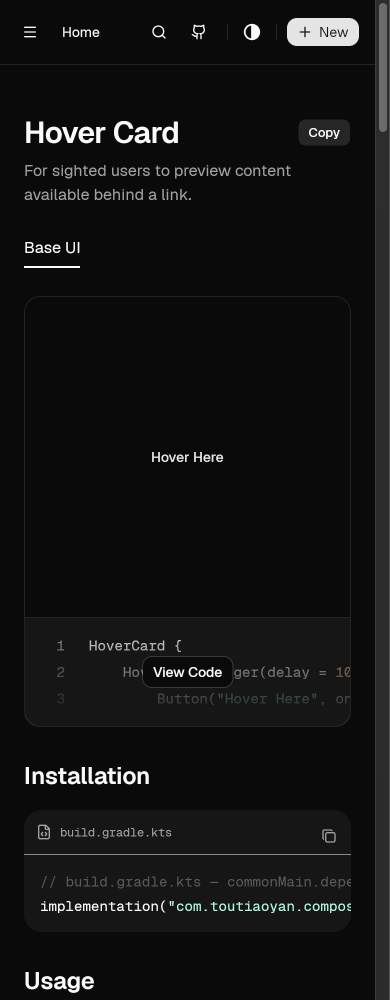 Home
New
Hover Card
Copy
For sighted users to preview content
available behind a link.
Base UI
Hover Here
1 HoverCard {
2 Ho ger(delay = 10
View Code
3 Button("Hover Here", on
Installation
build.gradle.kts
// build.gradle.kts — commonMain.depe
implementation("com.toutiaoyan.compos
Usage